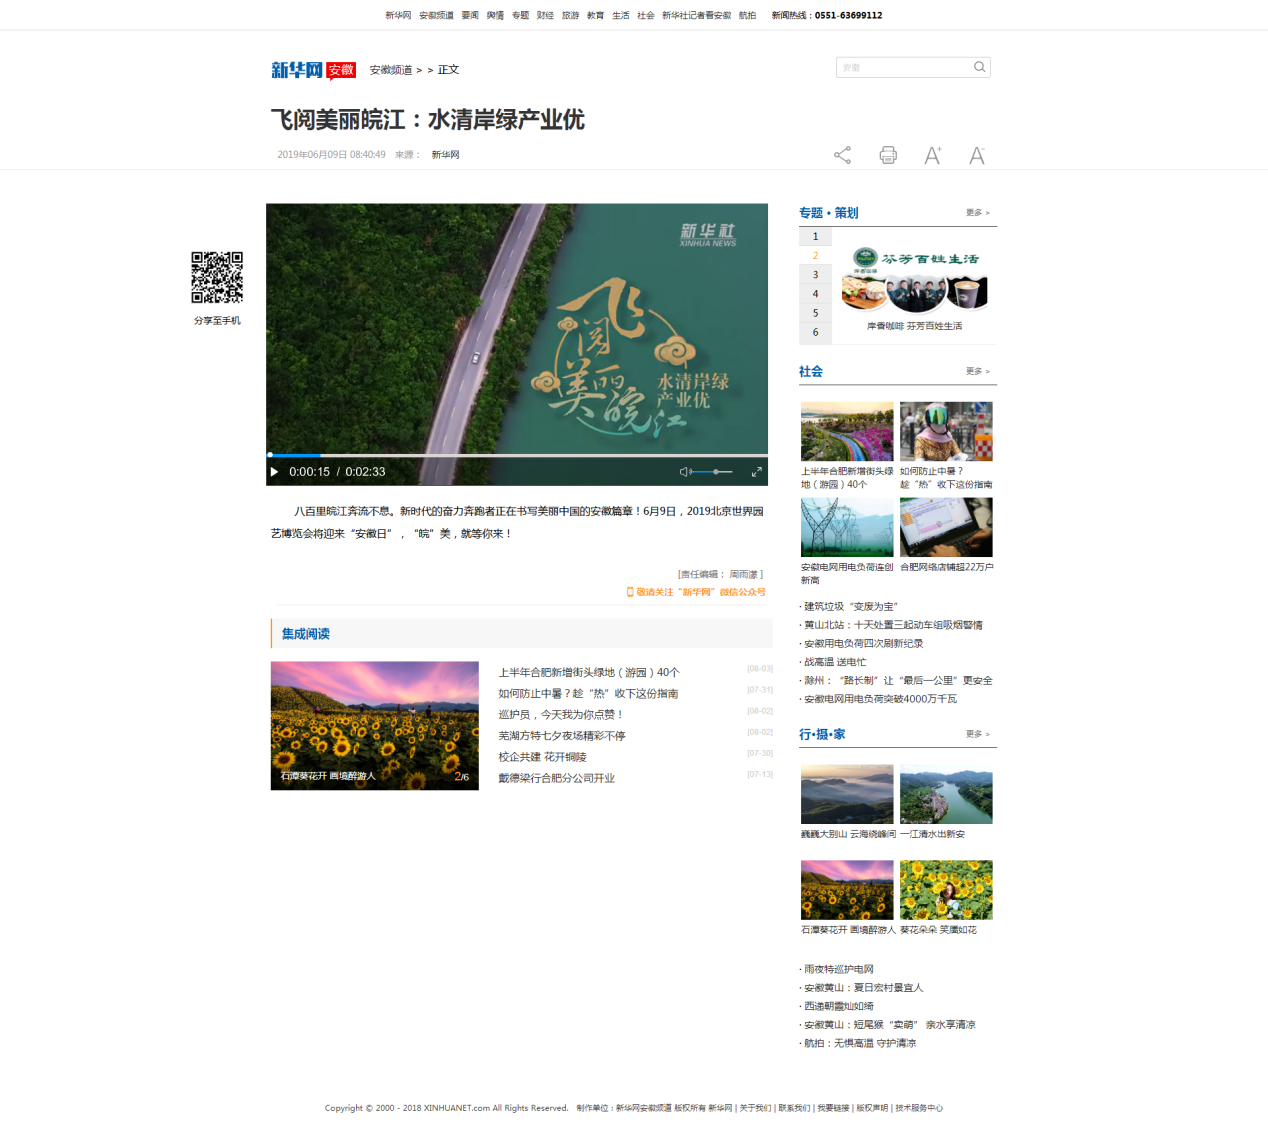 新华网 安徽频道 要闻 舆情 专题 财经 旅游 教育 生活 社会 新华社记者看安徽 航拍 新闻热线：0551-63699112
新华网 安徽 安徽频道 > > 正文
安徽
飞阅美丽皖江：水清岸绿产业优
2019年06月09日 08:40:49 来源： 新华网
A+ A-
分享至手机
新华社
XINHUA NEWS
飞阅美丽皖江
水清岸绿
产业优
0:00:15 / 0:02:33
八百里皖江奔流不息。新时代的奋力奔跑者正在书写美丽中国的安徽篇章！6月9日，2019北京世界园
艺博览会将迎来“安徽日”，“皖”美，就等你来！
[责任编辑： 周雨濛 ]
敬请关注“新华网”微信公众号
集成阅读
石潭葵花开 画境醉游人 2/6
上半年合肥新增街头绿地（游园）40个 [08-03]
如何防止中暑？趁“热”收下这份指南 [07-31]
巡护员，今天我为你点赞！ [08-02]
芜湖方特七夕夜场精彩不停 [08-02]
校企共建 花开铜陵 [07-30]
戴德梁行合肥分公司开业 [07-13]
专题·策划 更多 >
1
2
3
4
5
6
芬芳百姓生活
岸香咖啡 芬芳百姓生活
社会 更多 >
上半年合肥新增街头绿
地（游园）40个
如何防止中暑？
趁“热”收下这份指南
安徽电网用电负荷连创
新高
合肥网络店铺超22万户
· 建筑垃圾“变废为宝”
· 黄山北站：十天处置三起动车组吸烟警情
· 安徽用电负荷四次刷新纪录
· 战高温 送电忙
· 滁州：“路长制”让“最后一公里”更安全
· 安徽电网用电负荷突破4000万千瓦
行·摄·家 更多 >
巍巍大别山 云海绕峰间 一江清水出新安
石潭葵花开 画境醉游人 葵花朵朵 笑靥如花
· 雨夜特巡护电网
· 安徽黄山：夏日宏村景宜人
· 西递朝霞灿如绮
· 安徽黄山：短尾猴“卖萌” 亲水享清凉
· 航拍：无惧高温 守护清凉
Copyright © 2000 - 2018 XINHUANET.com All Rights Reserved. 制作单位：新华网安徽频道 版权所有 新华网 | 关于我们 | 联系我们 | 我要链接 | 版权声明 | 技术服务中心